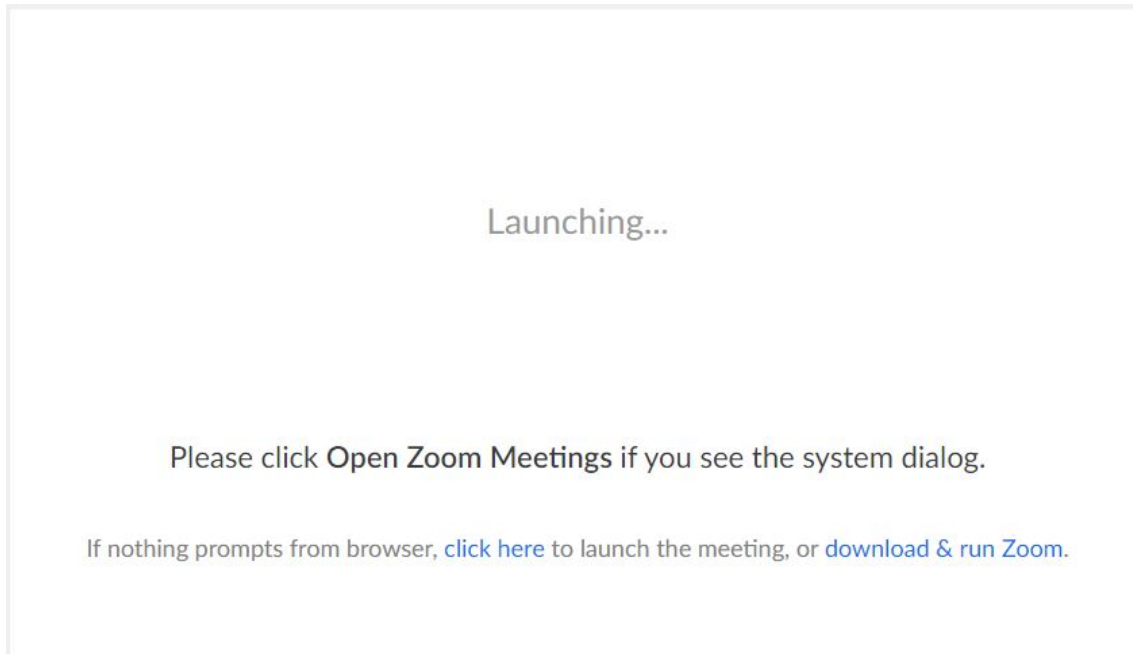 Launching...
Please click Open Zoom Meetings if you see the system dialog.
If nothing prompts from browser, click here to launch the meeting, or download & run Zoom.